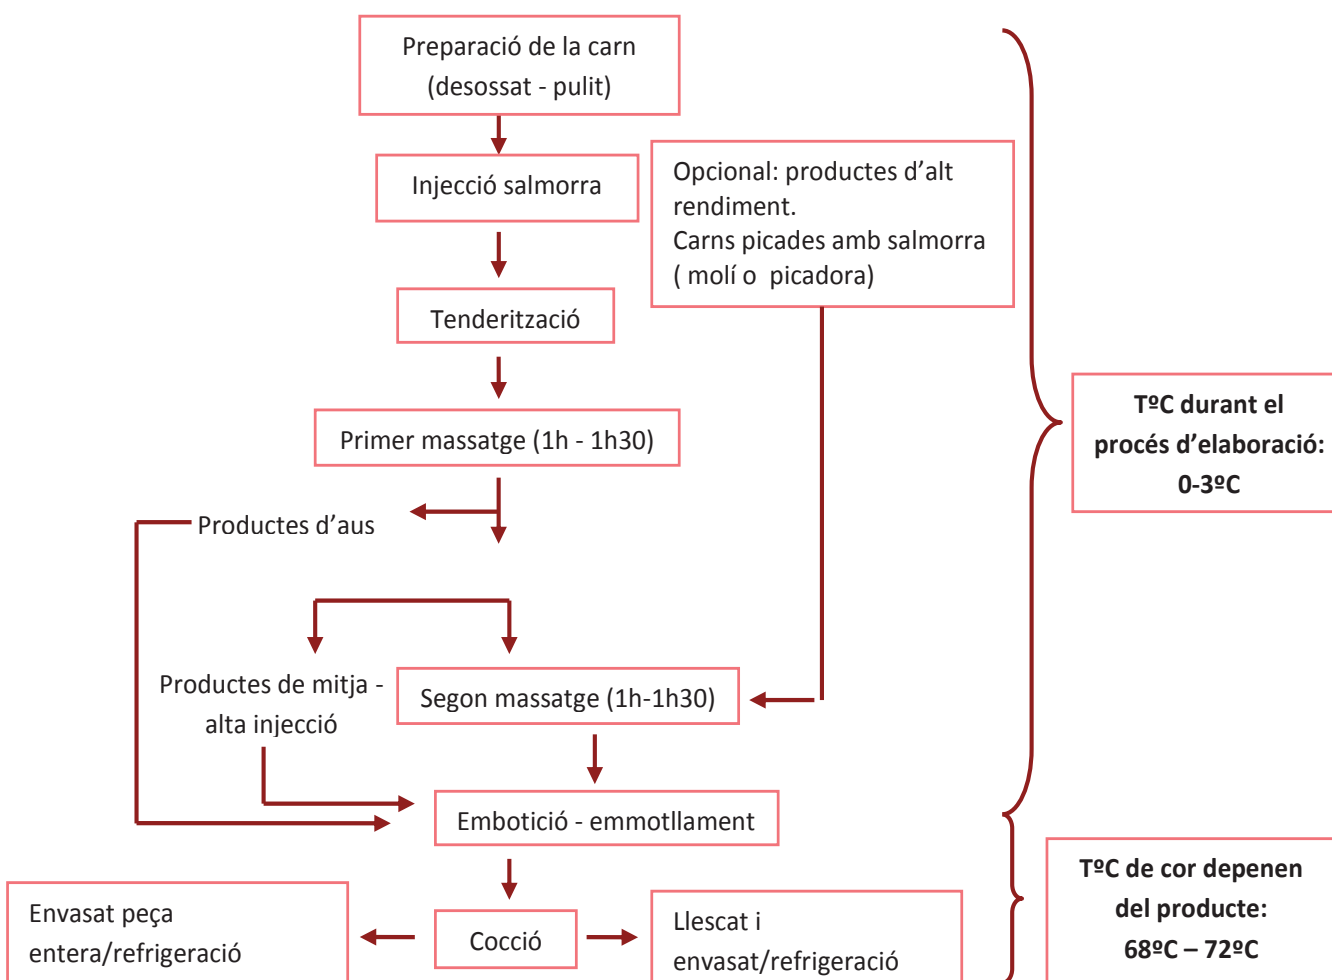 Preparació de la carn
(desossat - pulit)
Injecció salmorra
Opcional: productes d’alt
rendiment.
Carns picades amb salmorra
( molí o  picadora)
Tenderització
Primer massatge (1h - 1h30)
TºC durant el
procés d’elaboració:
0-3ºC
Productes d’aus
Productes de mitja -
alta injecció
Segon massatge (1h-1h30)
Embotició - emmotllament
TºC de cor depenen
del producte:
68ºC – 72ºC
Envasat peça
entera/refrigeració
Cocció
Llescat i
envasat/refrigeració